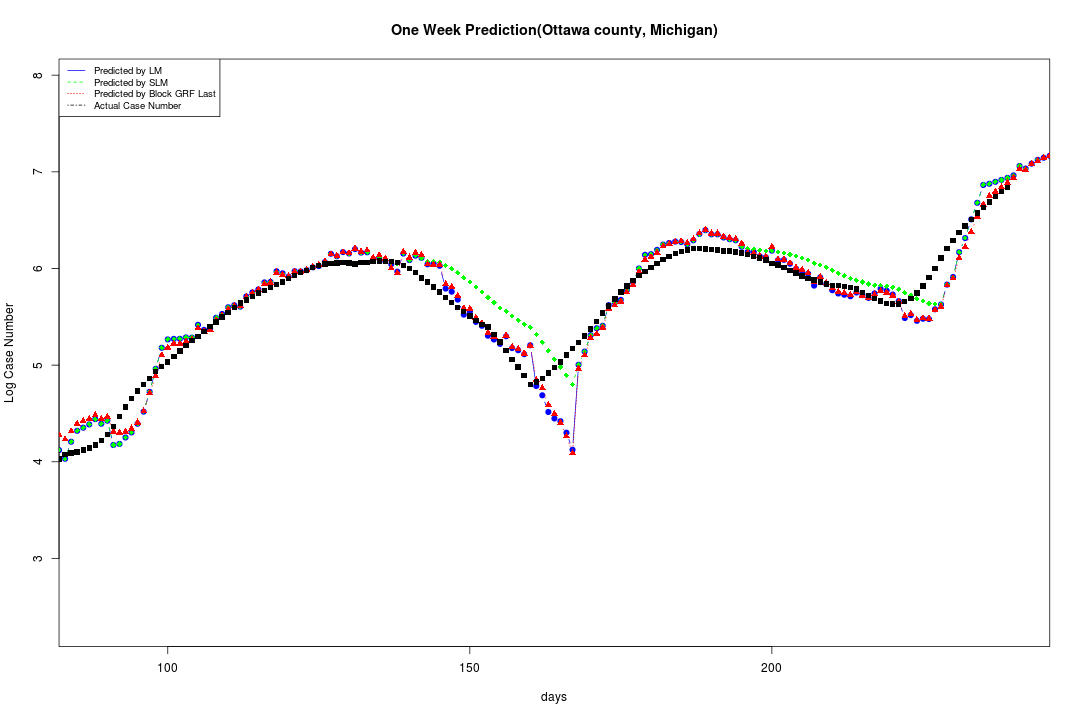 One Week Prediction(Ottawa county, Michigan)
Predicted by LM
Predicted by SLM
Predicted by Block GRF Last
Actual Case Number
8
7
6
5
4
3
Log Case Number
100 150 200
days